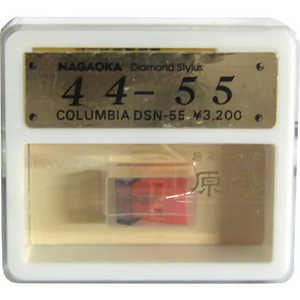 NAGAOKA Diamond Stylus
44-55
COLUMBIA DSN-55 ¥3,200
原